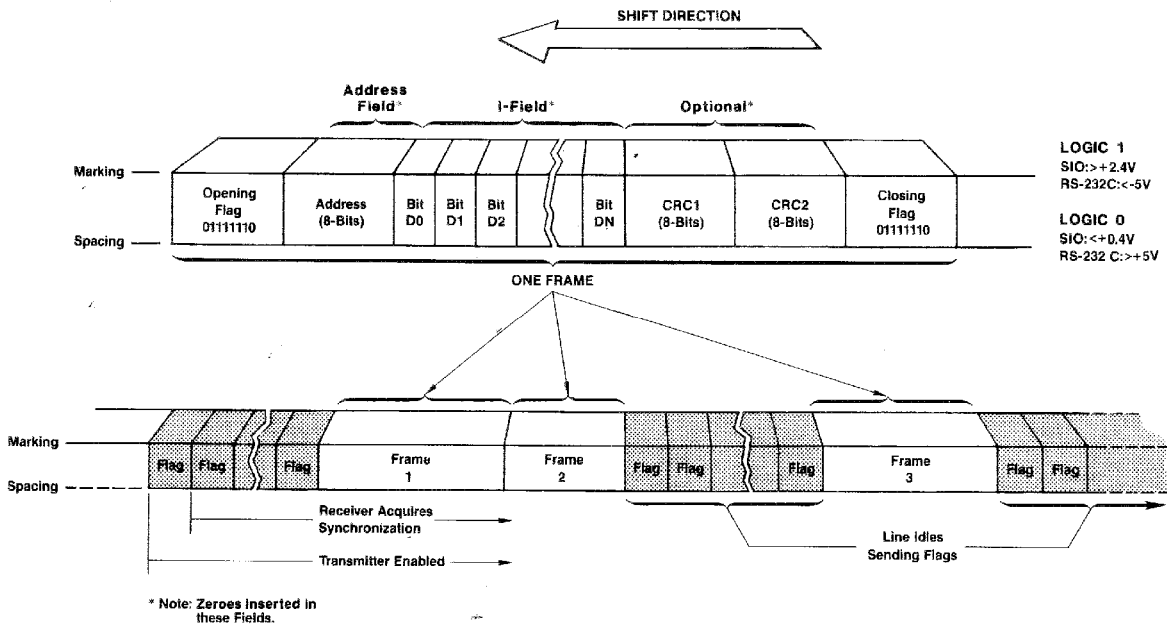 SHIFT DIRECTION
Address
Field*
I-Field*
Optional*
Marking
Spacing
Opening
Flag
01111110
Address
(8-Bits)
Bit
D0
Bit
D1
Bit
D2
Bit
DN
CRC1
(8-Bits)
CRC2
(8-Bits)
Closing
Flag
01111110
LOGIC 1
SIO:>+2.4V
RS-232C:<-5V
LOGIC 0
SIO:<+0.4V
RS-232 C:>+5V
ONE FRAME
Marking
Spacing
Flag
Flag
Flag
Frame
1
Frame
2
Flag
Flag
Flag
Frame
3
Flag
Flag
Receiver Acquires
Synchronization
Transmitter Enabled
Line Idles
Sending Flags
* Note: Zeroes Inserted in
these Fields.